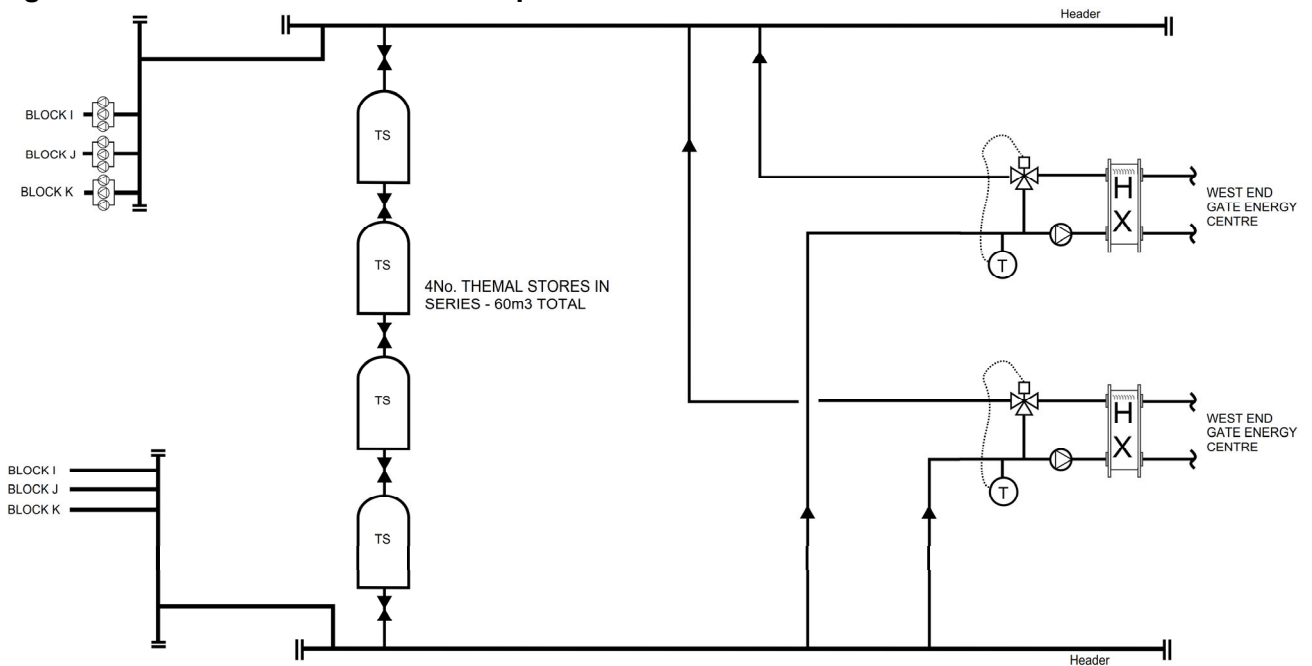 Header
BLOCK I
BLOCK J
BLOCK K
TS
TS
4No. THEMAL STORES IN
SERIES - 60m3 TOTAL
TS
TS
H
X
T
WEST END
GATE ENERGY
CENTRE
H
X
T
WEST END
GATE ENERGY
CENTRE
BLOCK I
BLOCK J
BLOCK K
Header